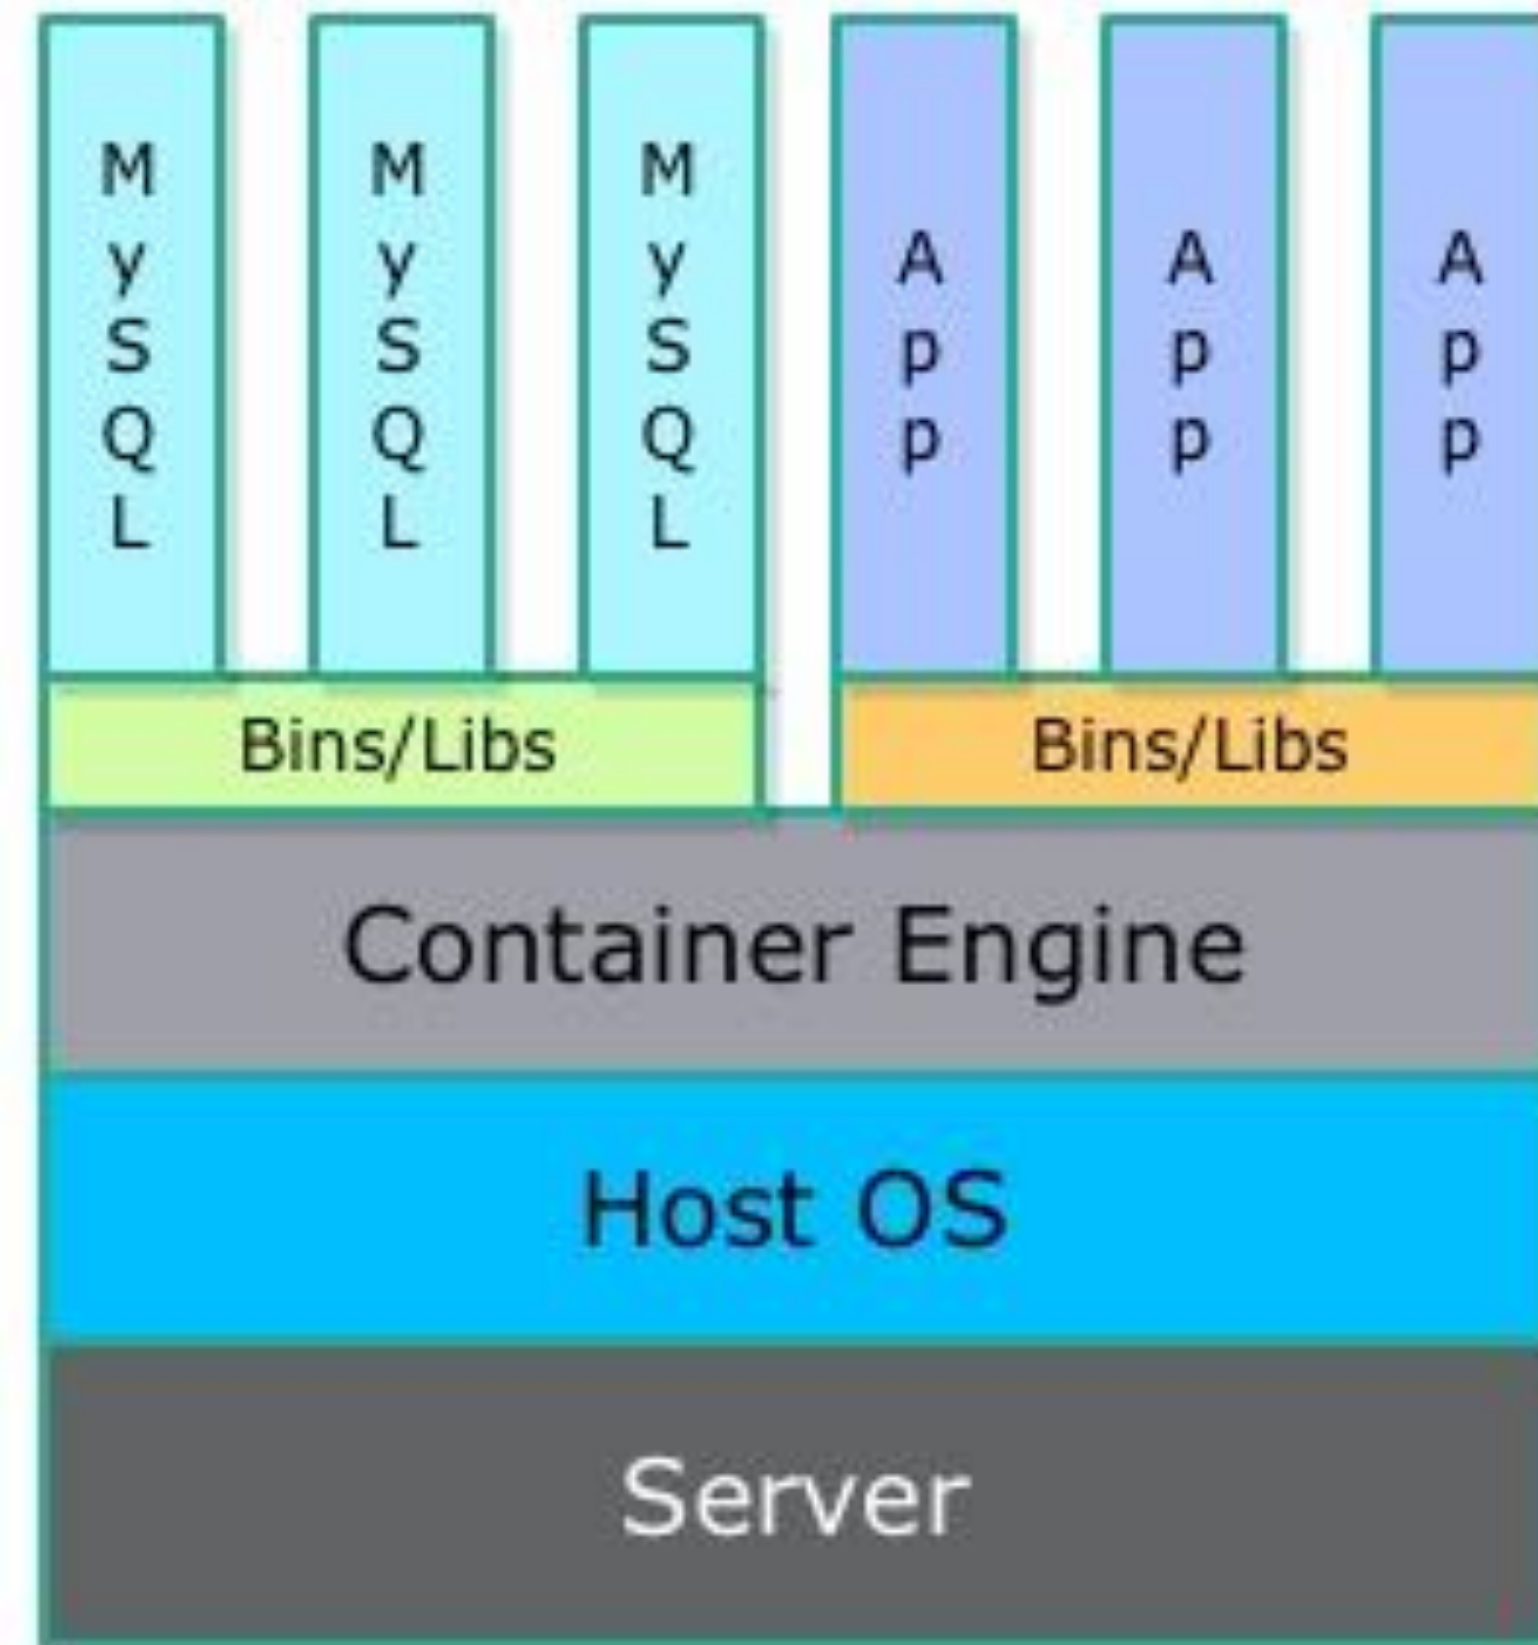 MySQL
MySQL
MySQL
App
App
App
Bins/Libs
Bins/Libs
Container Engine
Host OS
Server